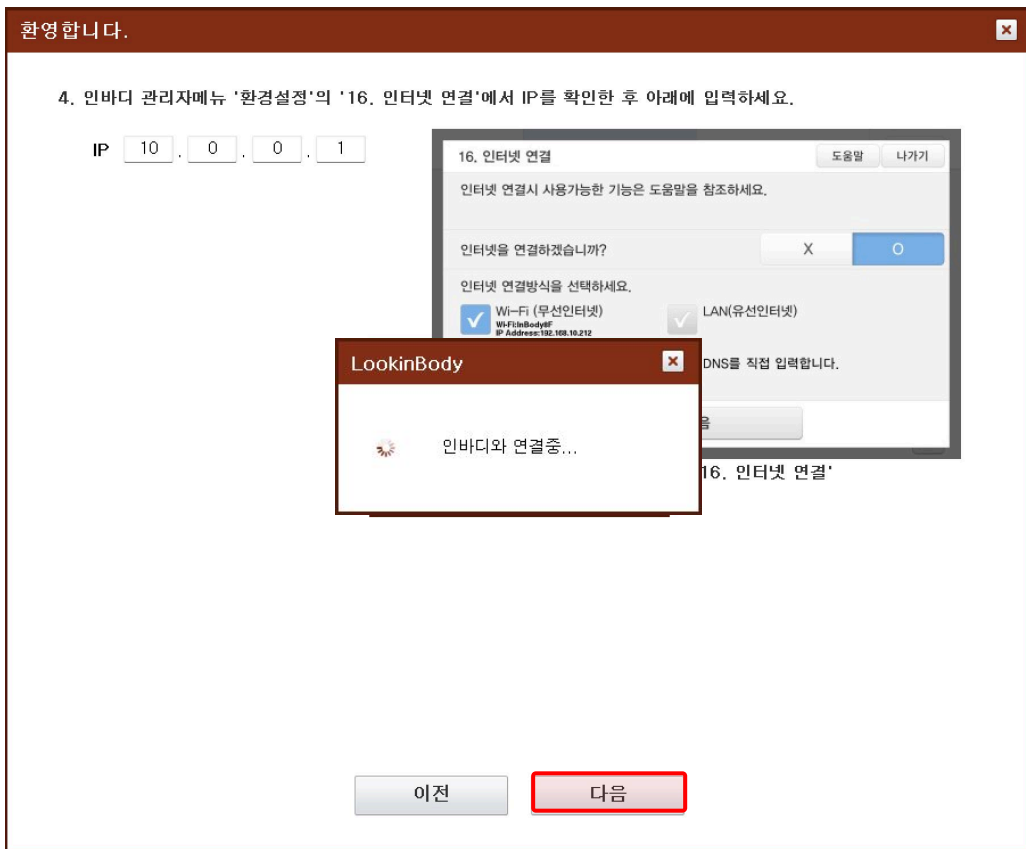 환영합니다.
4. 인바디 관리자메뉴 '환경설정'의 '16. 인터넷 연결'에서 IP를 확인한 후 아래에 입력하세요.
IP 10 . 0 . 0 . 1
16. 인터넷 연결 도움말 나가기
인터넷 연결시 사용가능한 기능은 도움말을 참조하세요.
인터넷을 연결하겠습니까? X O
인터넷 연결방식을 선택하세요.
Wi-Fi (무선인터넷) LAN(유선인터넷)
Wi-Fi:InBody8F
IP Address:192.168.10.212
DNS를 직접 입력합니다.
LookinBody
인바디와 연결중...
16. 인터넷 연결'
이전 다음